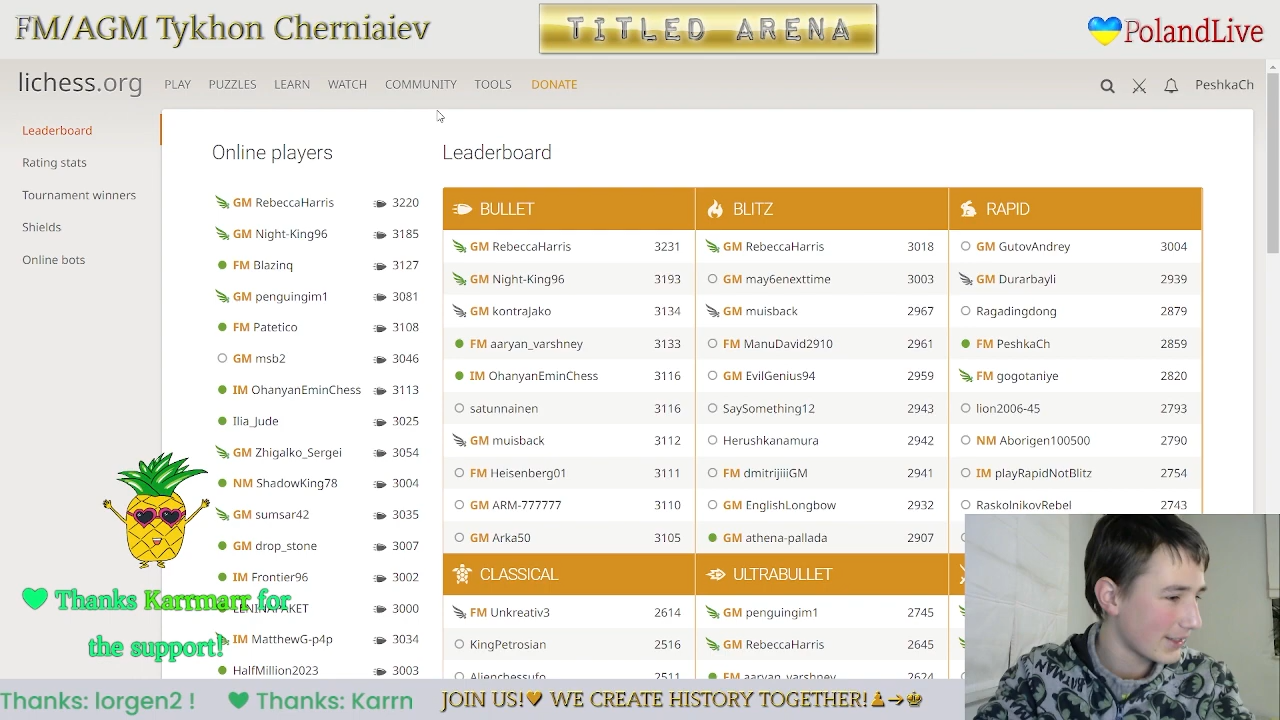 FM/AGM Tykhon Cherniaiev
TITLED ARENA
PolandLive
lichess.org PLAY PUZZLES LEARN WATCH COMMUNITY TOOLS DONATE PeshkaCh
Leaderboard
Rating stats
Tournament winners
Shields
Online bots
Online players
GM RebeccaHarris 3220
GM Night-King96 3185
FM Blazinq 3127
GM penguingim1 3081
FM Patetico 3108
GM msb2 3046
IM OhanyanEminChess 3113
Ilia_Jude 3025
GM Zhigalko_Sergei 3054
NM ShadowKing78 3004
GM sumsar42 3035
GM drop_stone 3007
IM Frontier96 3002
3000
IM MatthewG-p4p 3034
HalfMillion2023 3003
Leaderboard
BULLET
GM RebeccaHarris 3231
GM Night-King96 3193
GM kontraJako 3134
FM aaryan_varshney 3133
IM OhanyanEminChess 3116
satunnainen 3116
GM muisback 3112
FM Heisenberg01 3111
GM ARM-777777 3110
GM Arka50 3105
BLITZ
GM RebeccaHarris 3018
GM may6enexttime 3003
GM muisback 2967
FM ManuDavid2910 2961
GM EvilGenius94 2959
SaySomething12 2943
Herushkanamura 2942
FM dmitrijiiiGM 2941
GM EnglishLongbow 2932
GM athena-pallada 2907
RAPID
GM GutovAndrey 3004
GM Durarbayli 2939
Ragadingdong 2879
FM PeshkaCh 2859
FM gogotaniye 2820
lion2006-45 2793
NM Aborigen100500 2790
IM playRapidNotBlitz 2754
RaskolnikovRebel 2743
CLASSICAL
FM Unkreativ3 2614
KingPetrosian 2516
2511
ULTRABULLET
GM penguingim1 2745
GM RebeccaHarris 2645
FM aaryan_varshney 2624
Thanks Karrmarr for
the support!
Thanks: lorgen2 !
Thanks: Karrn
JOIN US! WE CREATE HISTORY TOGETHER!
BATMAN